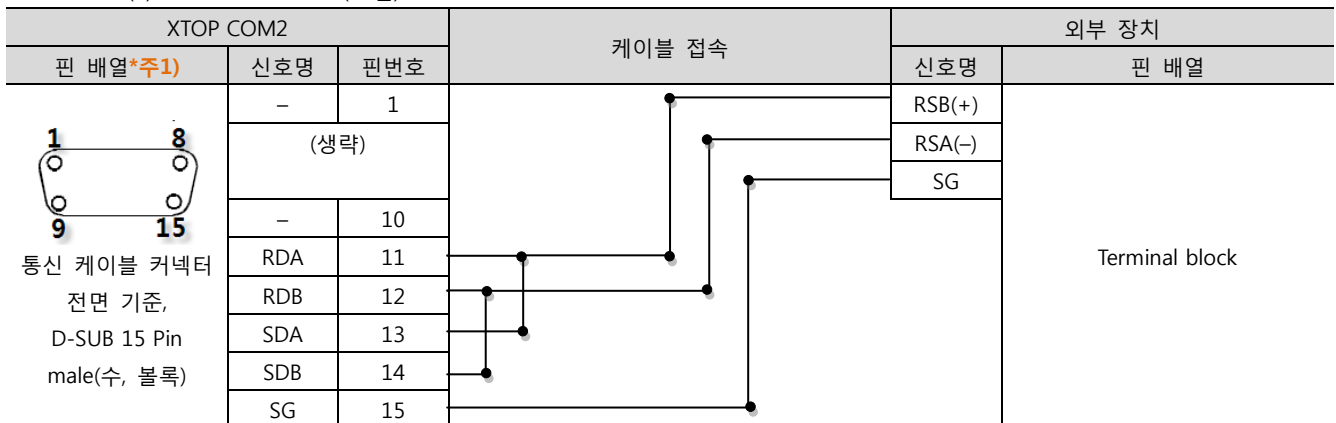 XTOP COM2 케이블 접속 외부 장치
핀 배열*주1) 신호명 핀번호 신호명 핀 배열
– 1 RSB(+)
1 8 (생략) RSA(–)
SG
9 15 – 10
통신 케이블 커넥터 RDA 11 Terminal block
전면 기준, RDB 12
D-SUB 15 Pin SDA 13
male(수, 볼록) SDB 14
SG 15